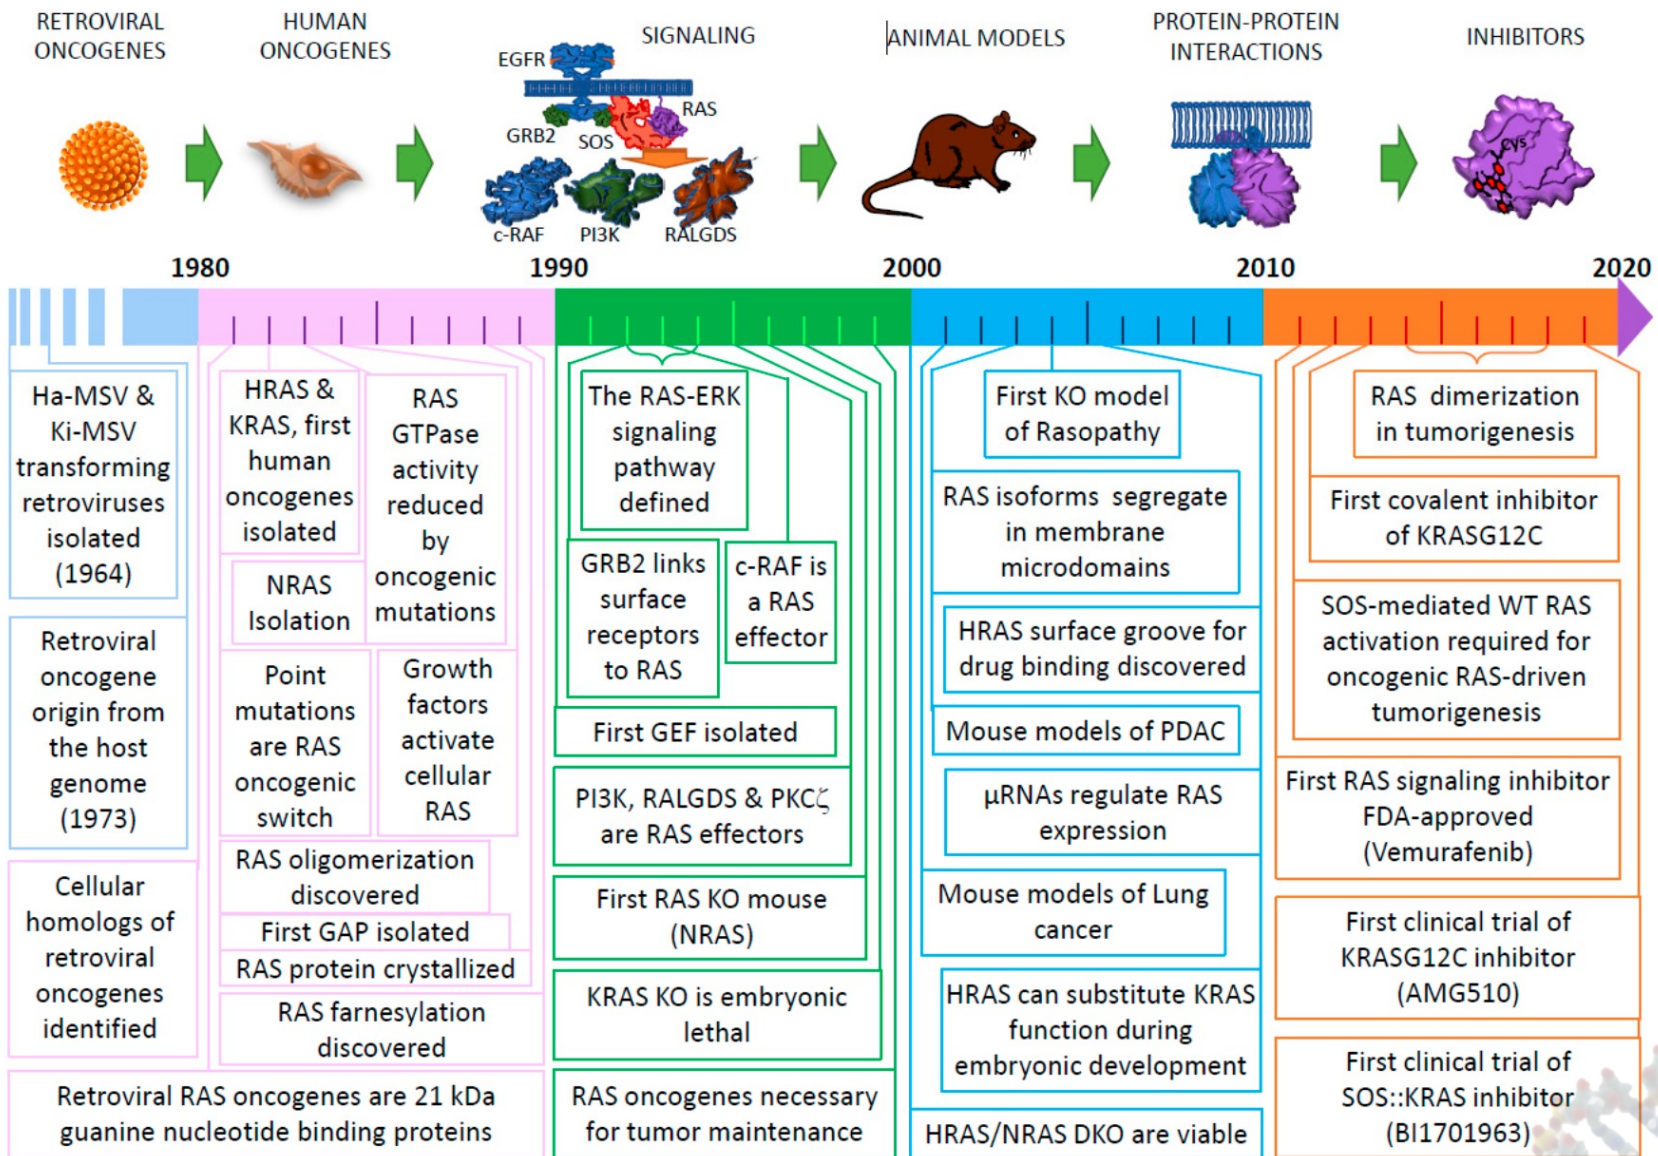 RETROVIRAL
ONCOGENES
HUMAN
ONCOGENES
SIGNALING
ANIMAL MODELS
PROTEIN-PROTEIN
INTERACTIONS
INHIBITORS
EGFR
RAS
GRB2
SOS
c-RAF
PI3K
RALGDS
Cys
1980
1990
2000
2010
2020
Ha-MSV &
Ki-MSV
transforming
retroviruses
isolated
(1964)
Retroviral
oncogene
origin from
the host
genome
(1973)
Cellular
homologs of
retroviral
oncogenes
identified
HRAS &
KRAS, first
human
oncogenes
isolated
RAS
GTPase
activity
reduced
by
oncogenic
mutations
NRAS
Isolation
Point
mutations
are RAS
oncogenic
switch
Growth
factors
activate
cellular
RAS
RAS oligomerization
discovered
First GAP isolated
RAS protein crystallized
RAS farnesylation
discovered
Retroviral RAS oncogenes are 21 kDa
guanine nucleotide binding proteins
The RAS-ERK
signaling
pathway
defined
GRB2 links
surface
receptors
to RAS
c-RAF is
a RAS
effector
First GEF isolated
PI3K, RALGDS & PKCζ
are RAS effectors
First RAS KO mouse
(NRAS)
KRAS KO is embryonic
lethal
RAS oncogenes necessary
for tumor maintenance
First KO model
of Rasopathy
RAS isoforms segregate
in membrane
microdomains
HRAS surface groove for
drug binding discovered
Mouse models of PDAC
µRNAs regulate RAS
expression
Mouse models of Lung
cancer
HRAS can substitute KRAS
function during
embryonic development
HRAS/NRAS DKO are viable
RAS dimerization
in tumorigenesis
First covalent inhibitor
of KRASG12C
SOS-mediated WT RAS
activation required for
oncogenic RAS-driven
tumorigenesis
First RAS signaling inhibitor
FDA-approved
(Vemurafenib)
First clinical trial of
KRASG12C inhibitor
(AMG510)
First clinical trial of
SOS::KRAS inhibitor
(BI1701963)